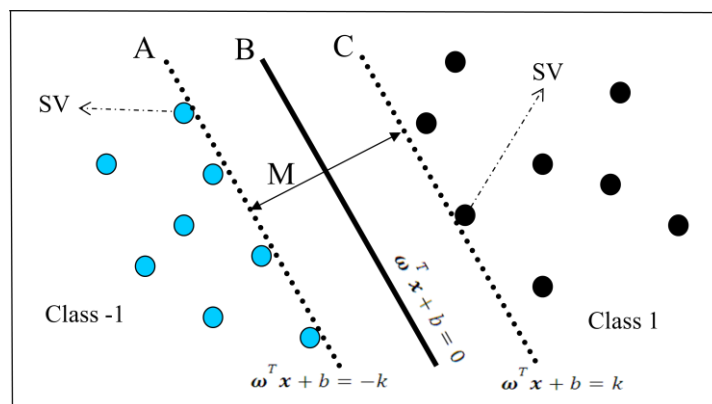 A
B
C
SV
SV
M
ω^T x + b = 0
Class -1
Class 1
ω^T x + b = −k
ω^T x + b = k